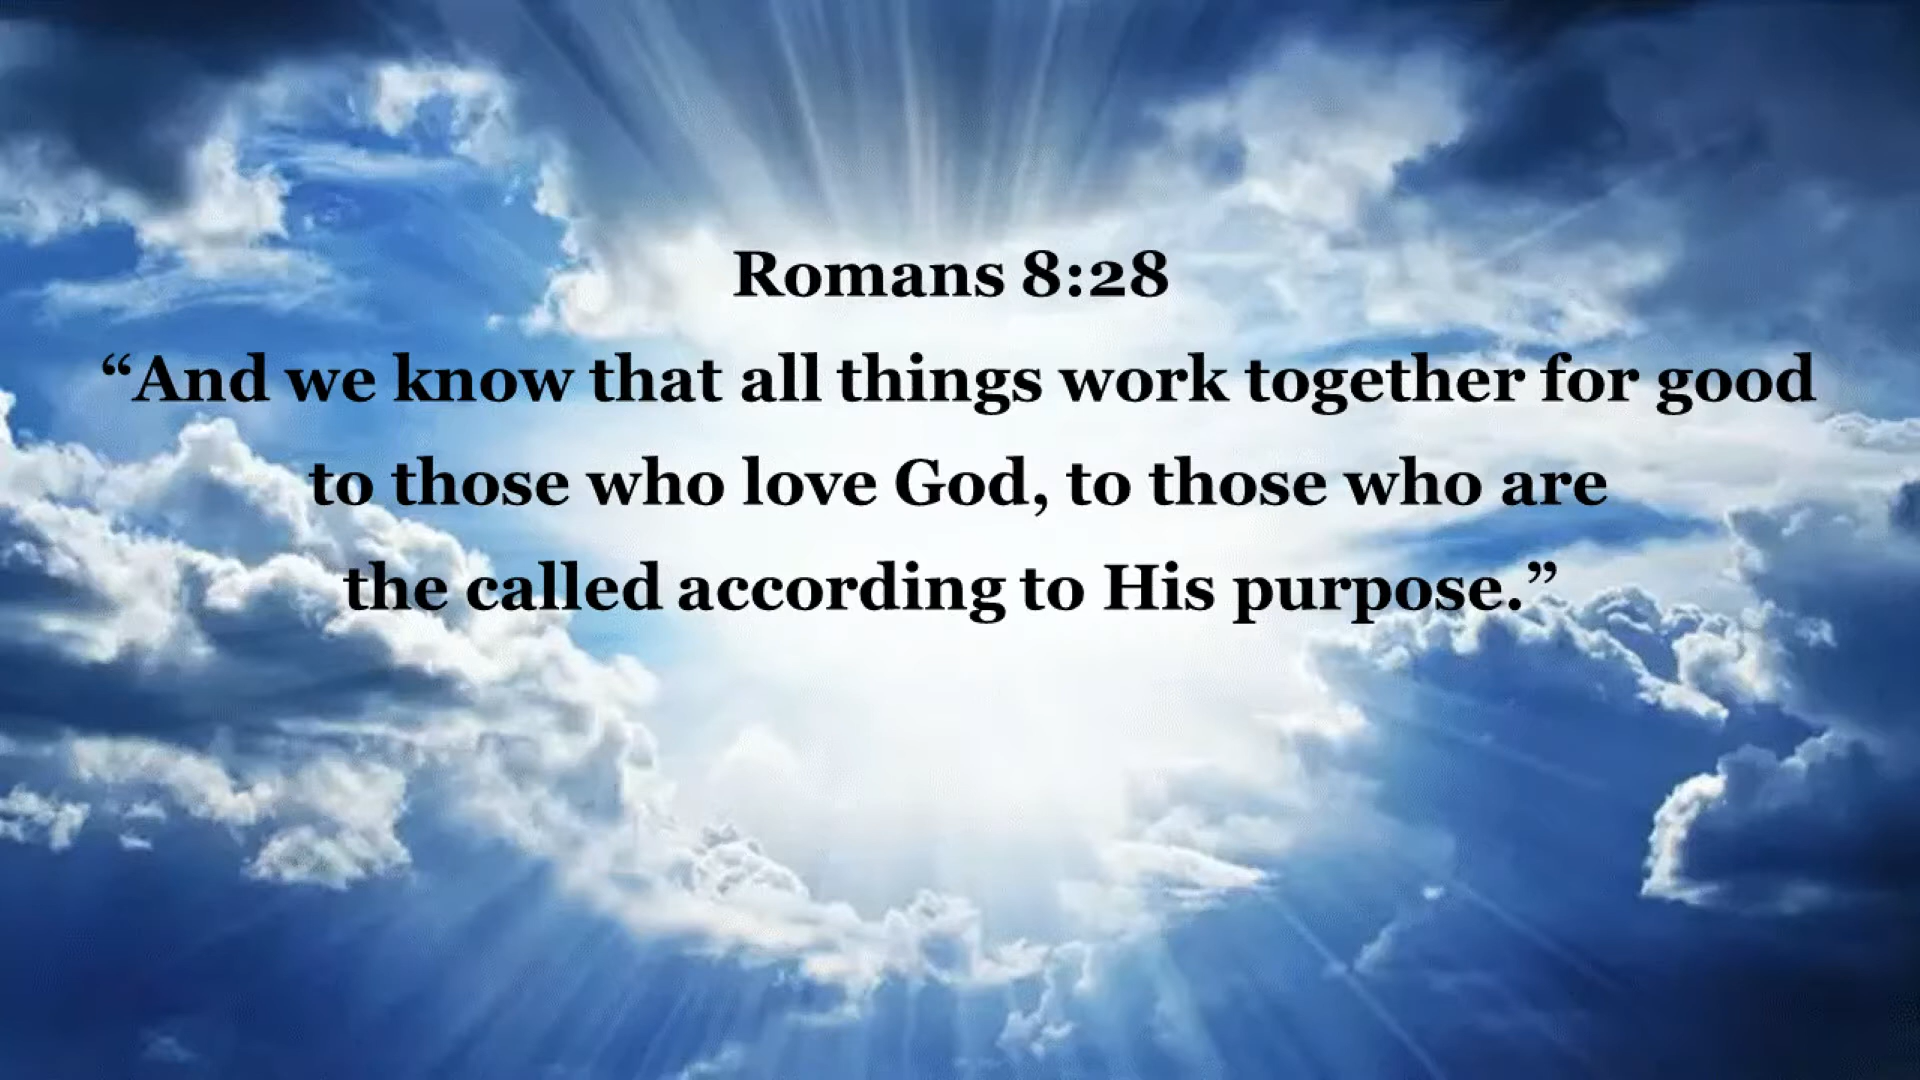 Romans 8:28
“And we know that all things work together for good
to those who love God, to those who are
the called according to His purpose.”